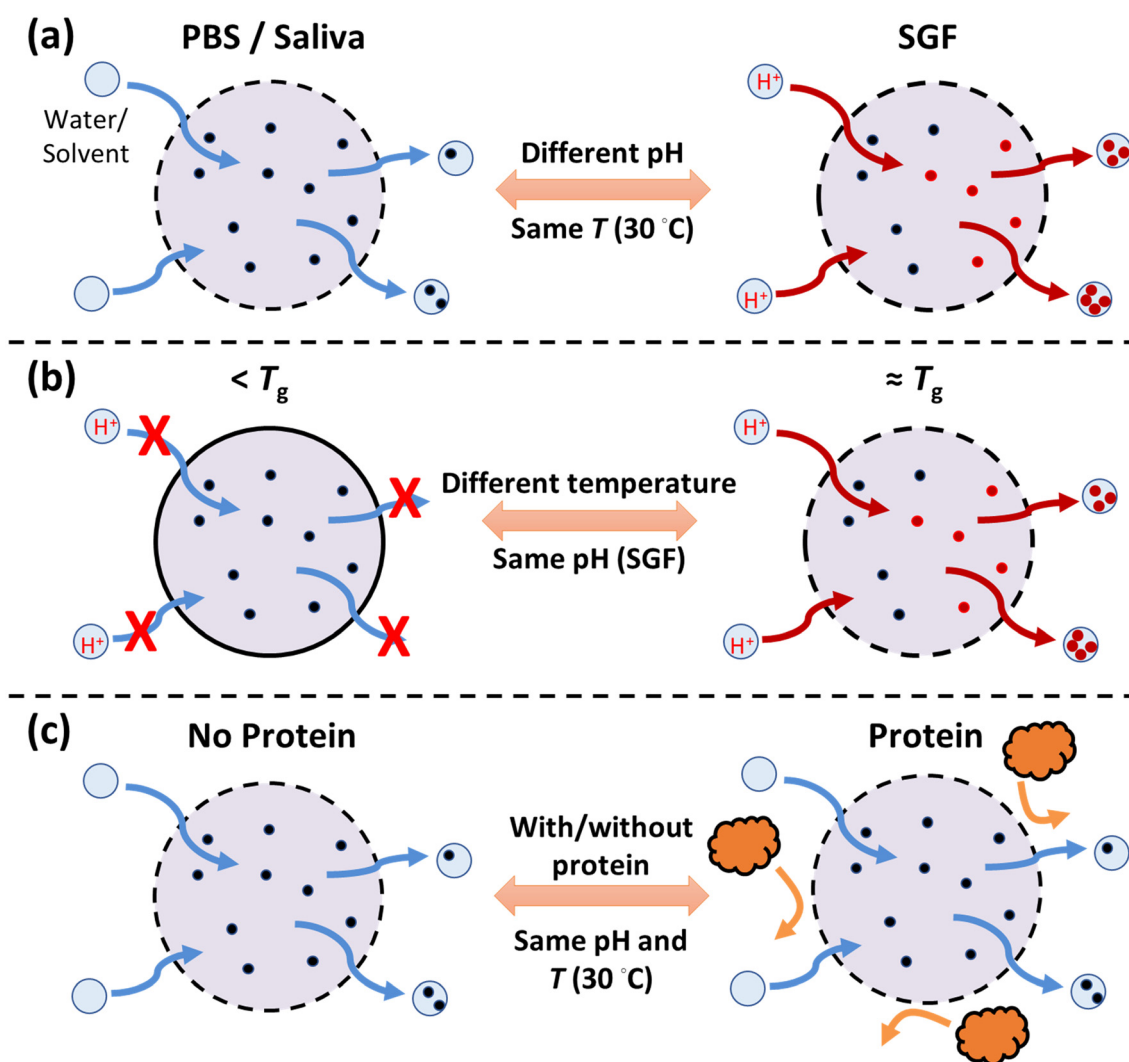 (a)
PBS / Saliva
SGF
Water/
Solvent
H⁺
H⁺
Different pH
Same T (30 °C)
(b)
< Tg
≈ Tg
H⁺
H⁺
H⁺
H⁺
Different temperature
Same pH (SGF)
(c)
No Protein
Protein
With/without
protein
Same pH and
T (30 °C)